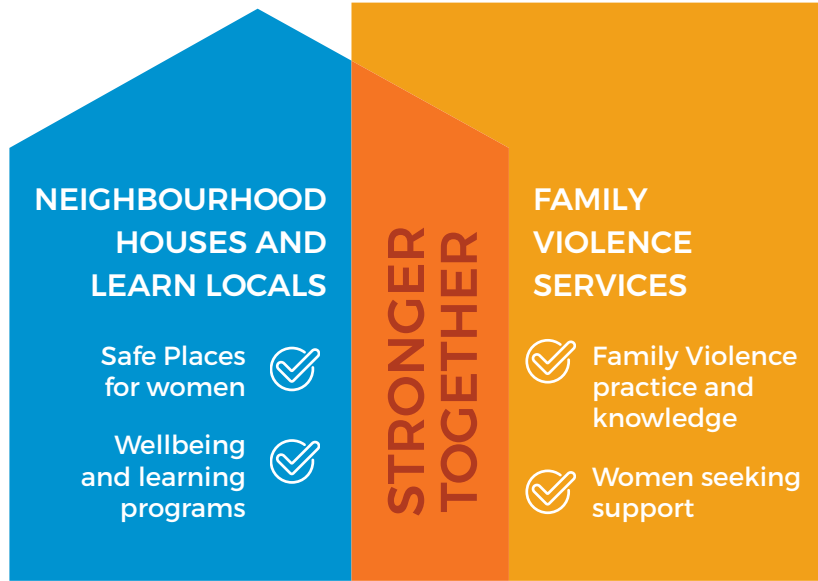 NEIGHBOURHOOD
HOUSES AND
LEARN LOCALS
Safe Places
for women
Wellbeing
and learning
programs
STRONGER
TOGETHER
FAMILY
VIOLENCE
SERVICES
Family Violence
practice and
knowledge
Women seeking
support